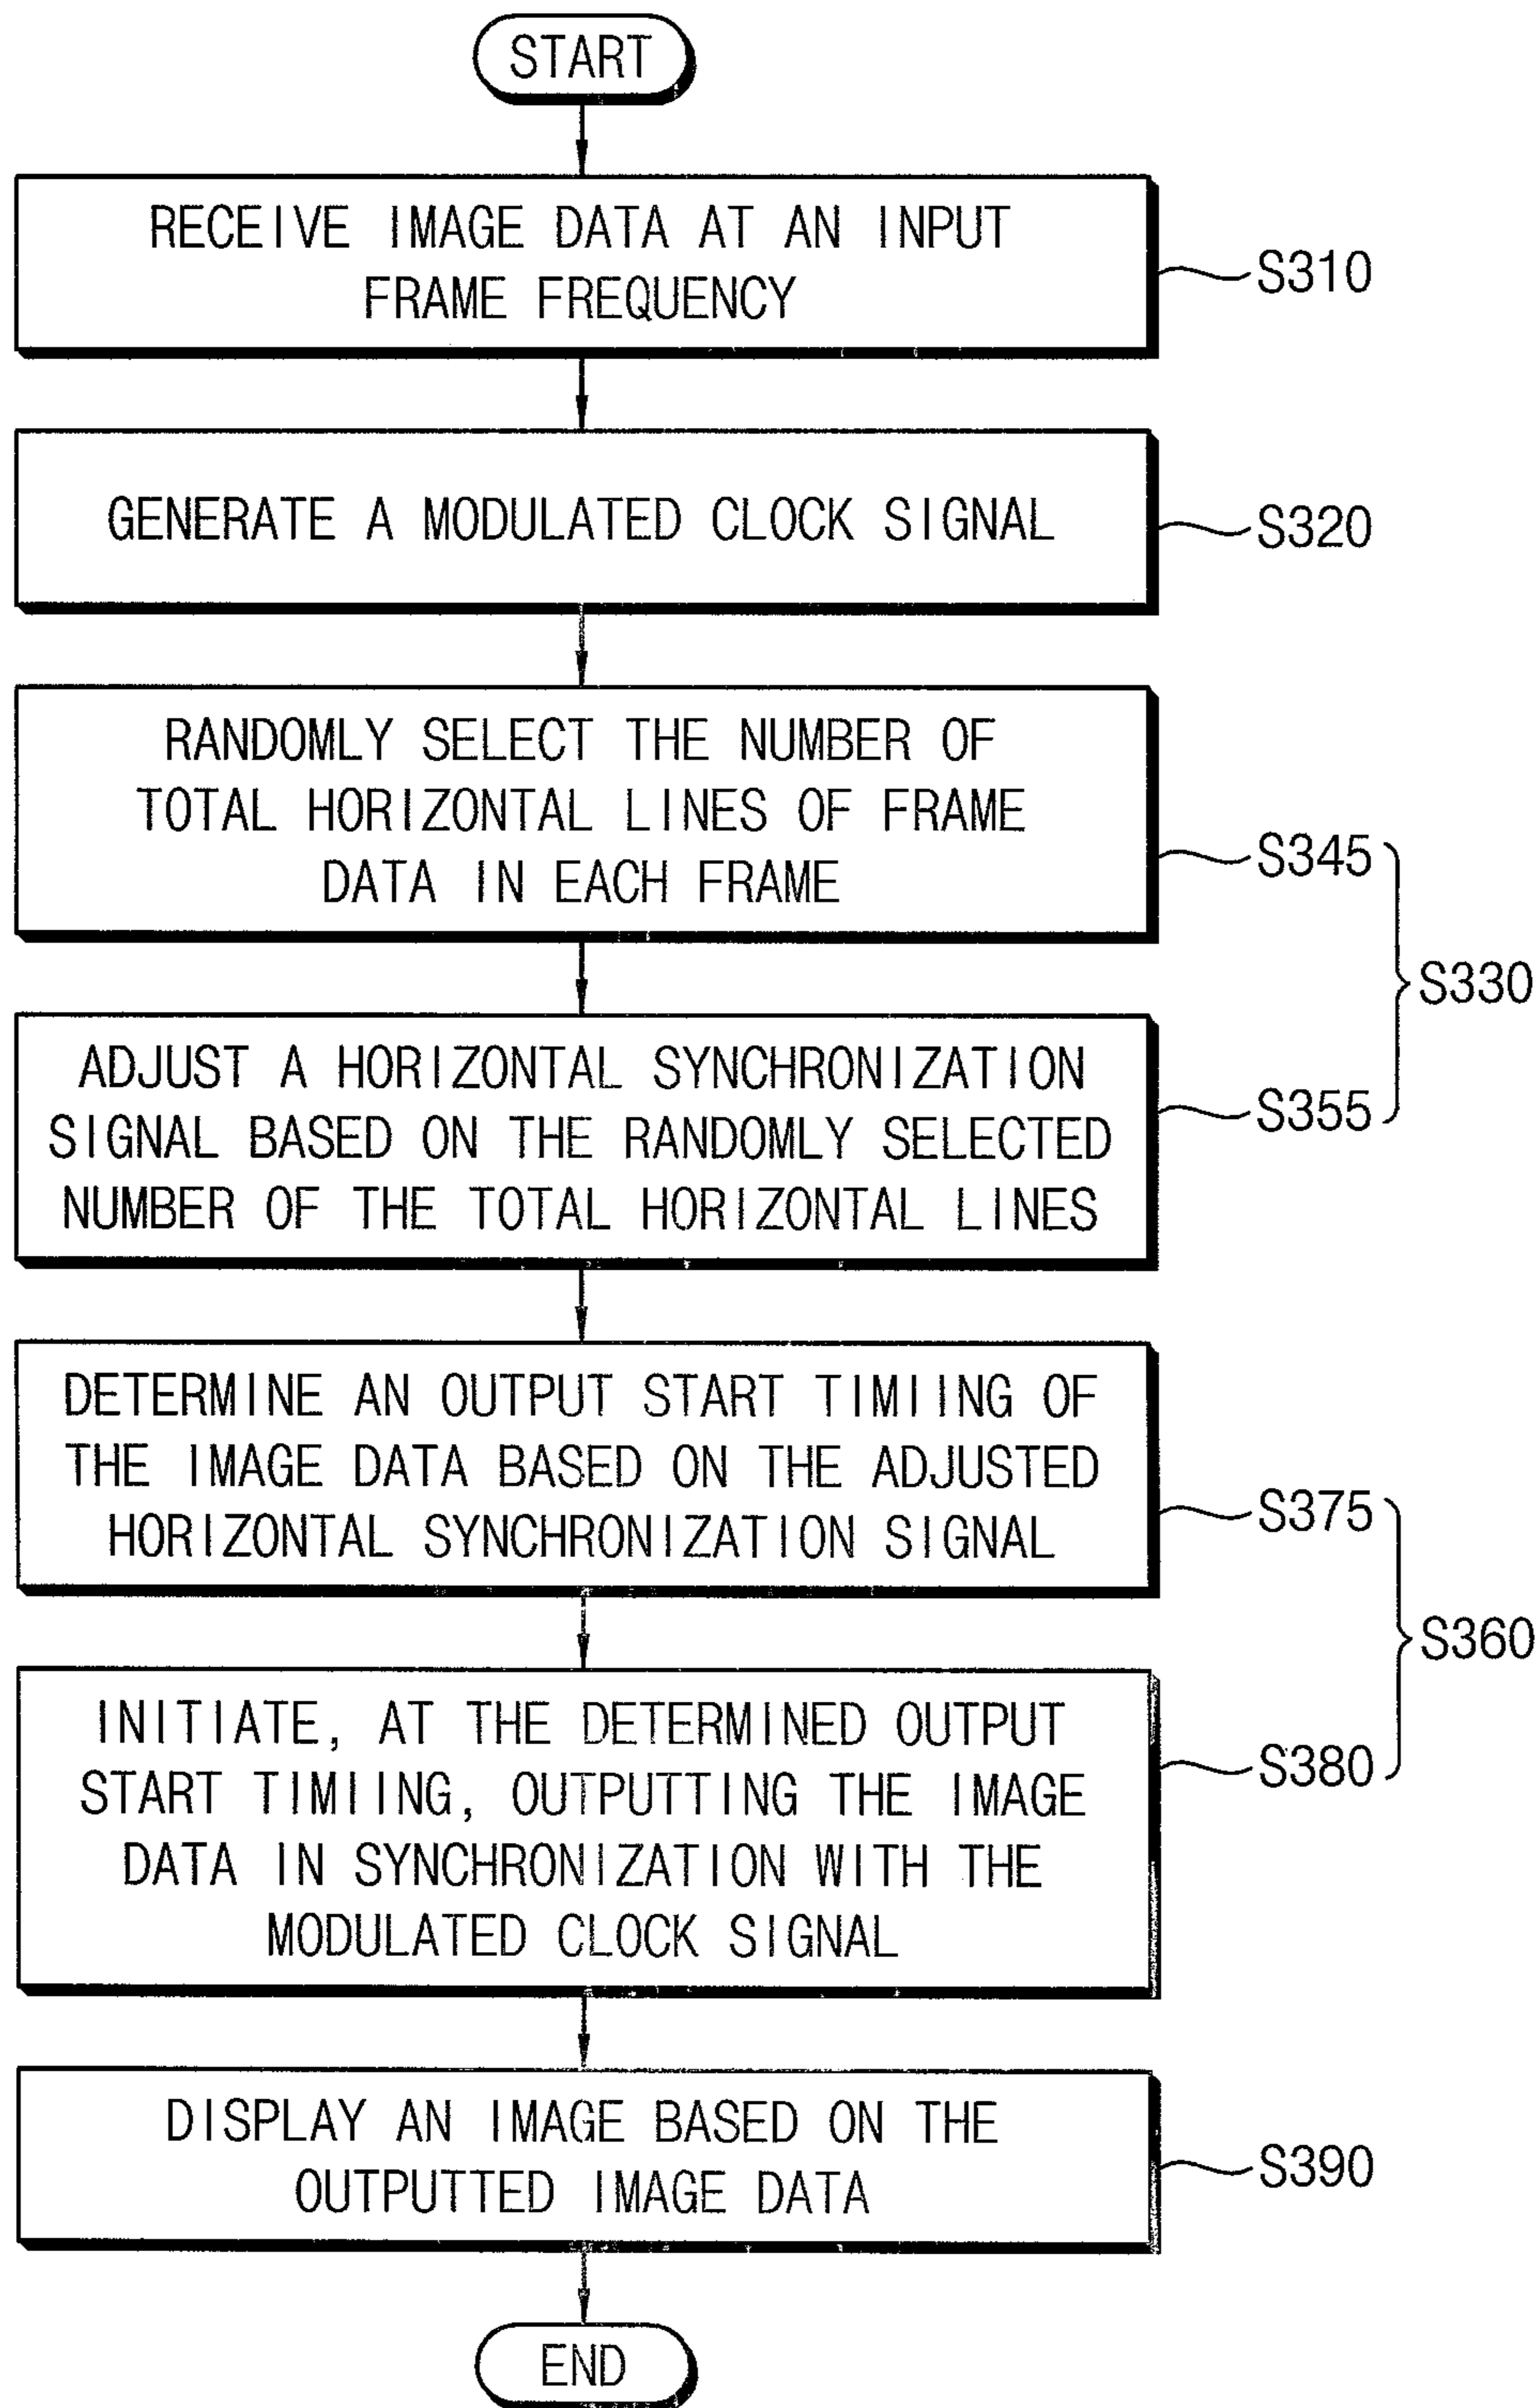 START
RECEIVE IMAGE DATA AT AN INPUT
FRAME FREQUENCY
S310
GENERATE A MODULATED CLOCK SIGNAL
S320
RANDOMLY SELECT THE NUMBER OF
TOTAL HORIZONTAL LINES OF FRAME
DATA IN EACH FRAME
S345
S330
ADJUST A HORIZONTAL SYNCHRONIZATION
SIGNAL BASED ON THE RANDOMLY SELECTED
NUMBER OF THE TOTAL HORIZONTAL LINES
S355
DETERMINE AN OUTPUT START TIMIING OF
THE IMAGE DATA BASED ON THE ADJUSTED
HORIZONTAL SYNCHRONIZATION SIGNAL
S375
S360
INITIATE, AT THE DETERMINED OUTPUT
START TIMIING, OUTPUTTING THE IMAGE
DATA IN SYNCHRONIZATION WITH THE
MODULATED CLOCK SIGNAL
S380
DISPLAY AN IMAGE BASED ON THE
OUTPUTTED IMAGE DATA
S390
END